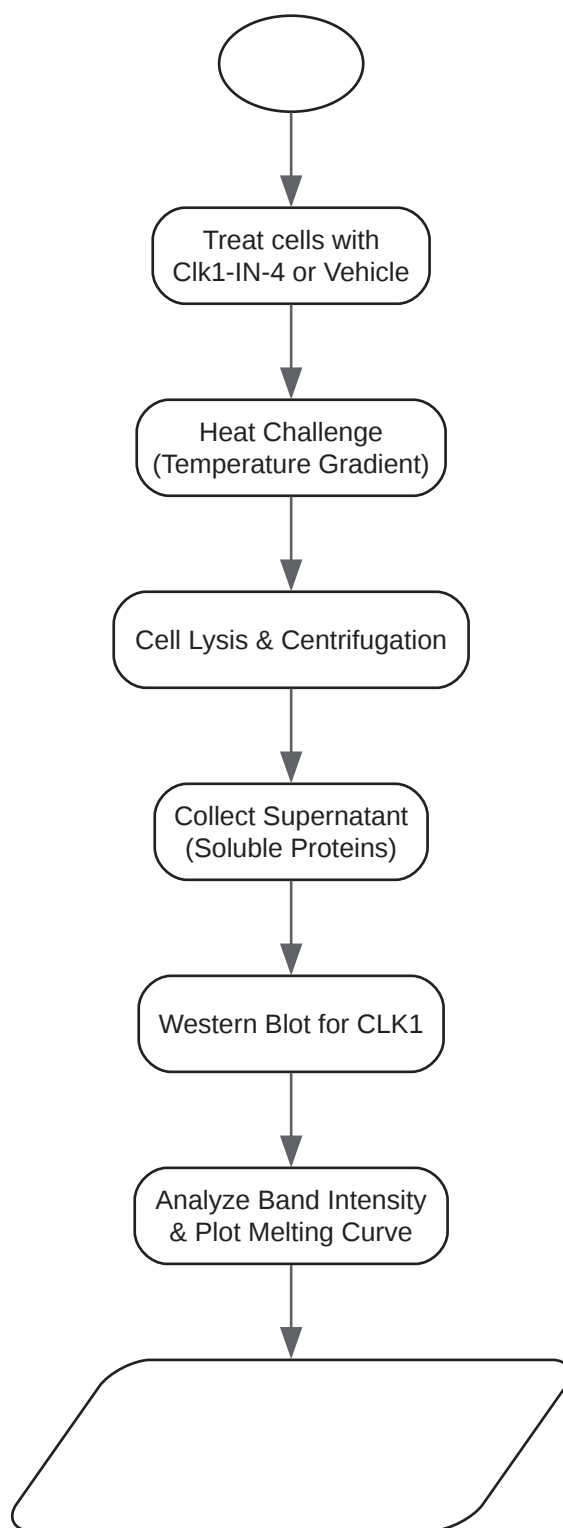 Treat cells with
Clk1-IN-4 or Vehicle
Heat Challenge
(Temperature Gradient)
Cell Lysis & Centrifugation
Collect Supernatant
(Soluble Proteins)
Western Blot for CLK1
Analyze Band Intensity
& Plot Melting Curve